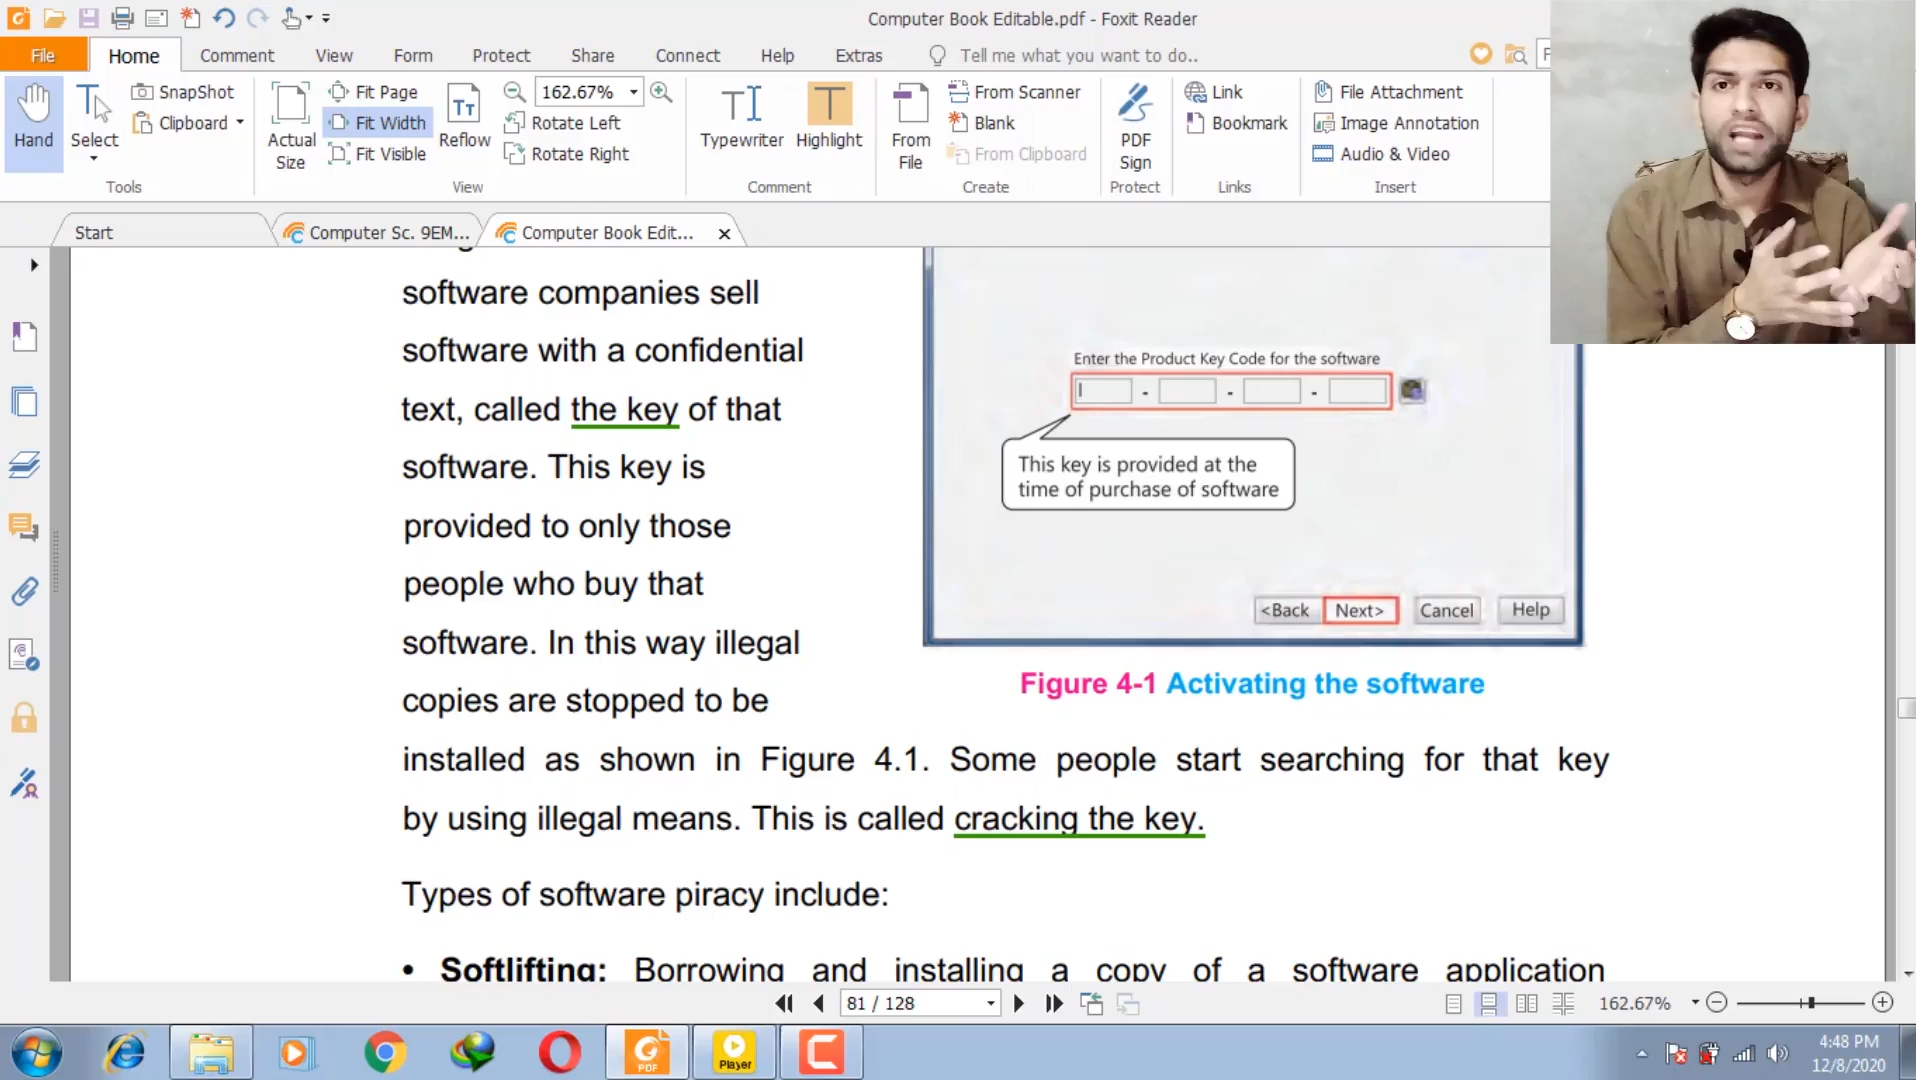 Computer Book Editable.pdf - Foxit Reader
File Home Comment View Form Protect Share Connect Help Extras Tell me what you want to do..
Hand
Select
SnapShot
Clipboard
Tools
Actual Size
Fit Page
Fit Width
Fit Visible
Reflow
162.67%
Rotate Left
Rotate Right
View
Typewriter
Highlight
Comment
From File
From Scanner
Blank
From Clipboard
Create
PDF Sign
Protect
Link
Bookmark
Links
File Attachment
Image Annotation
Audio & Video
Insert
Start
Computer Sc. 9EM...
Computer Book Edit...
software companies sell
software with a confidential
text, called the key of that
software. This key is
provided to only those
people who buy that
software. In this way illegal
copies are stopped to be
Enter the Product Key Code for the software
- - -
This key is provided at the
time of purchase of software
<Back Next> Cancel Help
Figure 4-1 Activating the software
installed as shown in Figure 4.1. Some people start searching for that key
by using illegal means. This is called cracking the key.
Types of software piracy include:
• Softlifting: Borrowing and installing a copy of a software application
81 / 128
162.67%
PDF
Player
4:48 PM
12/8/2020